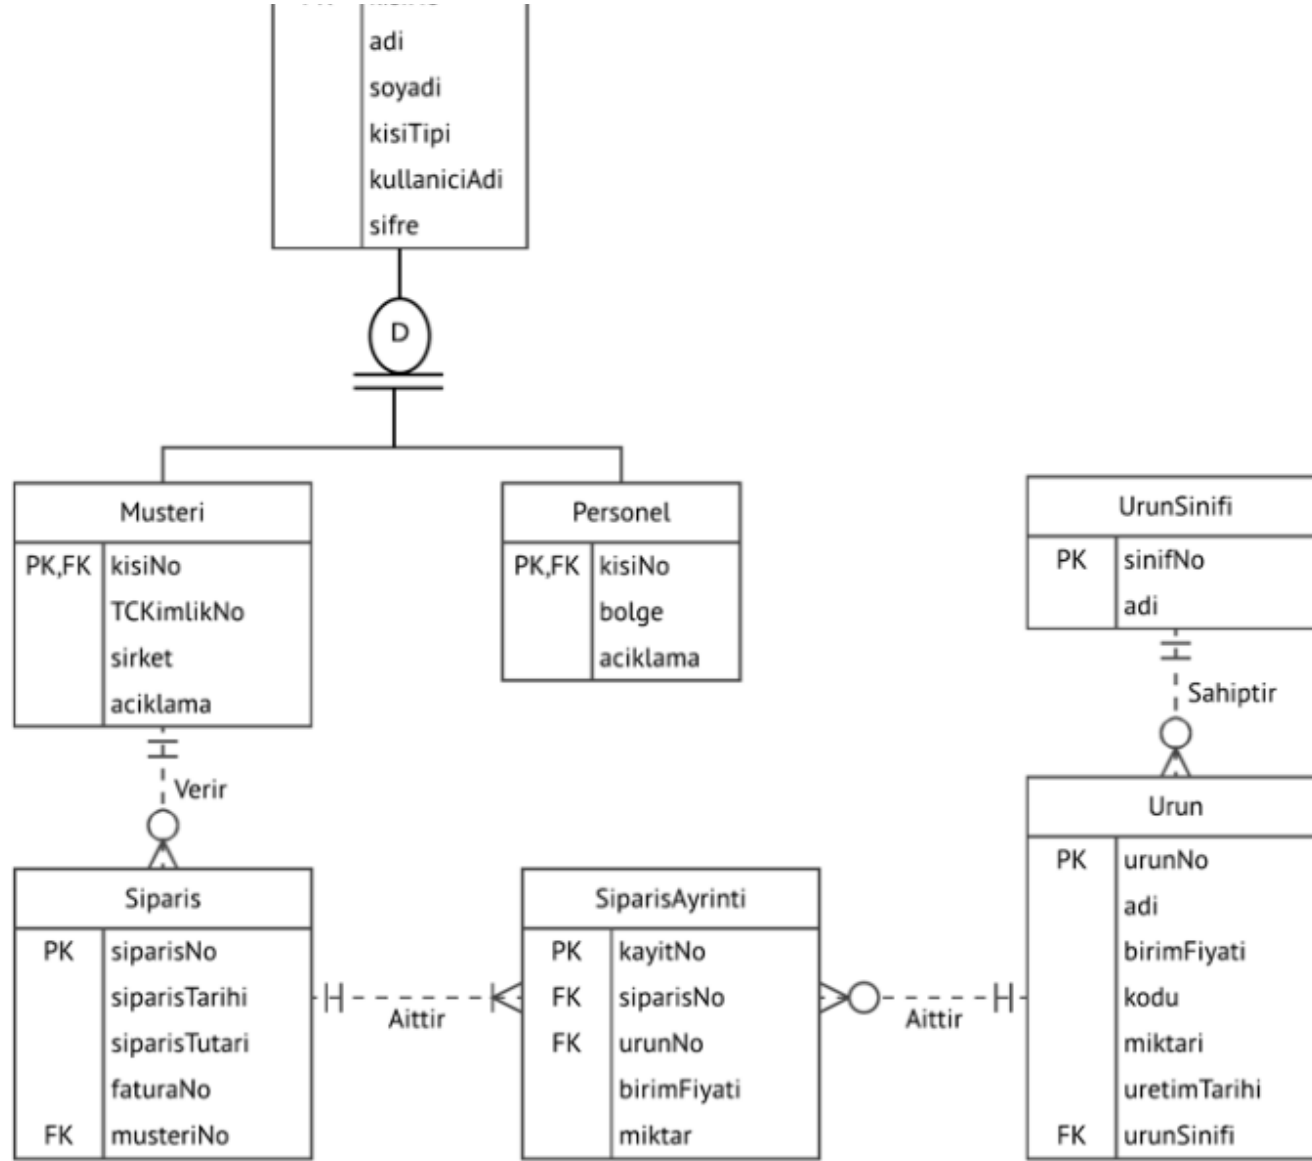 adi
soyadi
kisiTipi
kullaniciAdi
sifre
D
Musteri
PK,FK kisiNo
TCKimlikNo
sirket
aciklama
Personel
PK,FK kisiNo
bolge
aciklama
UrunSinifi
PK sinifNo
adi
Sahiptir
Verir
Urun
PK urunNo
adi
birimFiyati
kodu
miktari
uretimTarihi
FK urunSinifi
Siparis
PK siparisNo
siparisTarihi
siparisTutari
faturaNo
FK musteriNo
Aittir
SiparisAyrinti
PK kayitNo
FK siparisNo
FK urunNo
birimFiyati
miktar
Aittir